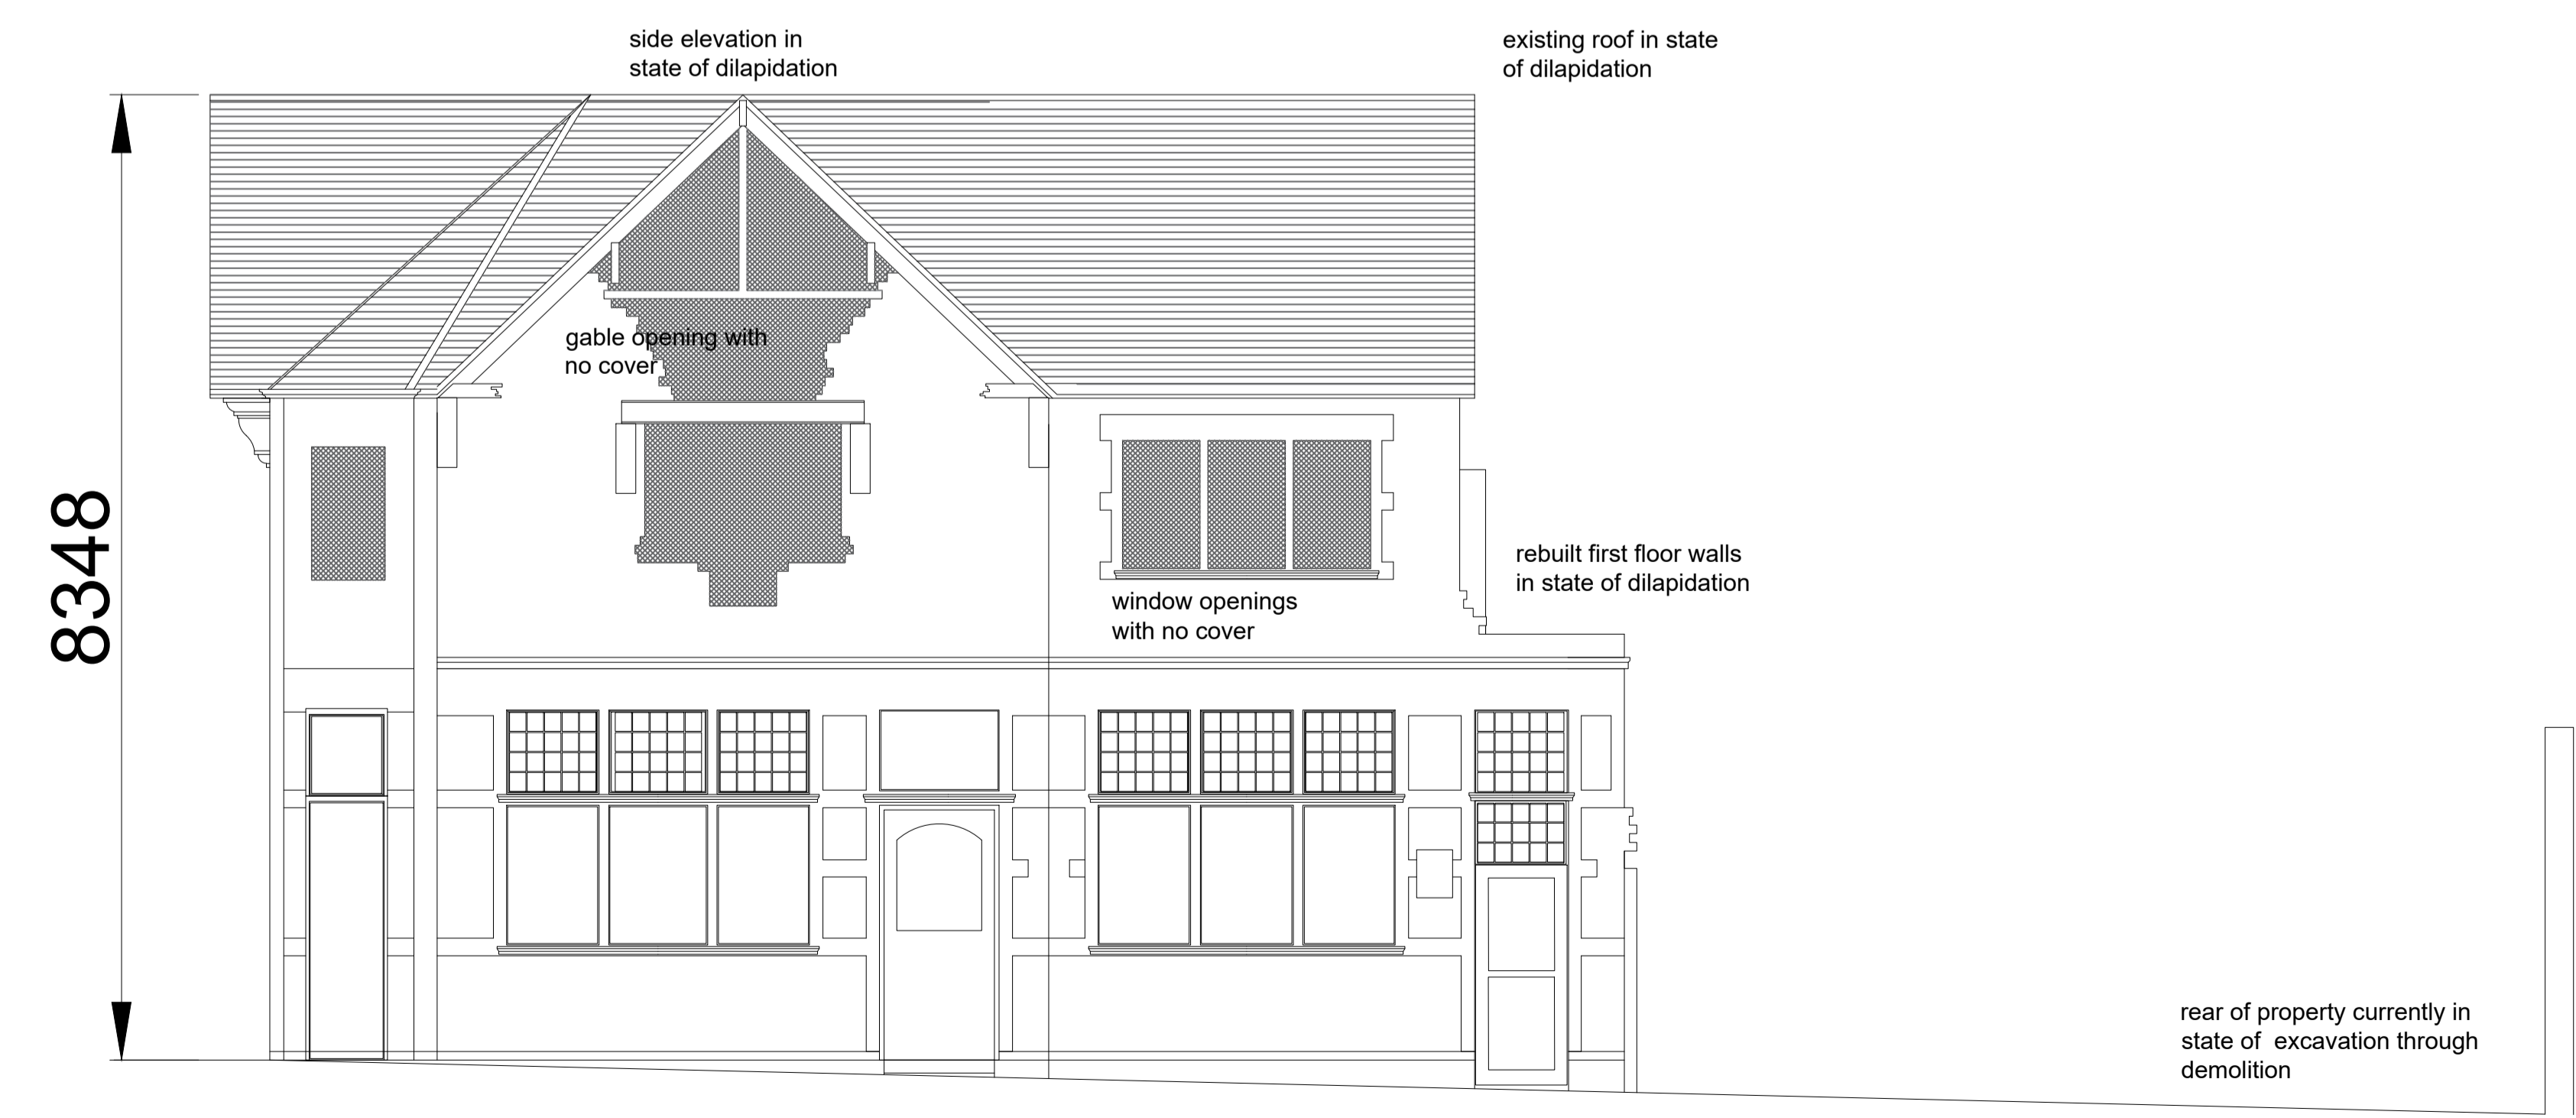 side elevation in
state of dilapidation
existing roof in state
of dilapidation
gable opening with
no cover
8348
rebuilt first floor walls
in state of dilapidation
window openings
with no cover
rear of property currently in
state of  excavation through
demolition